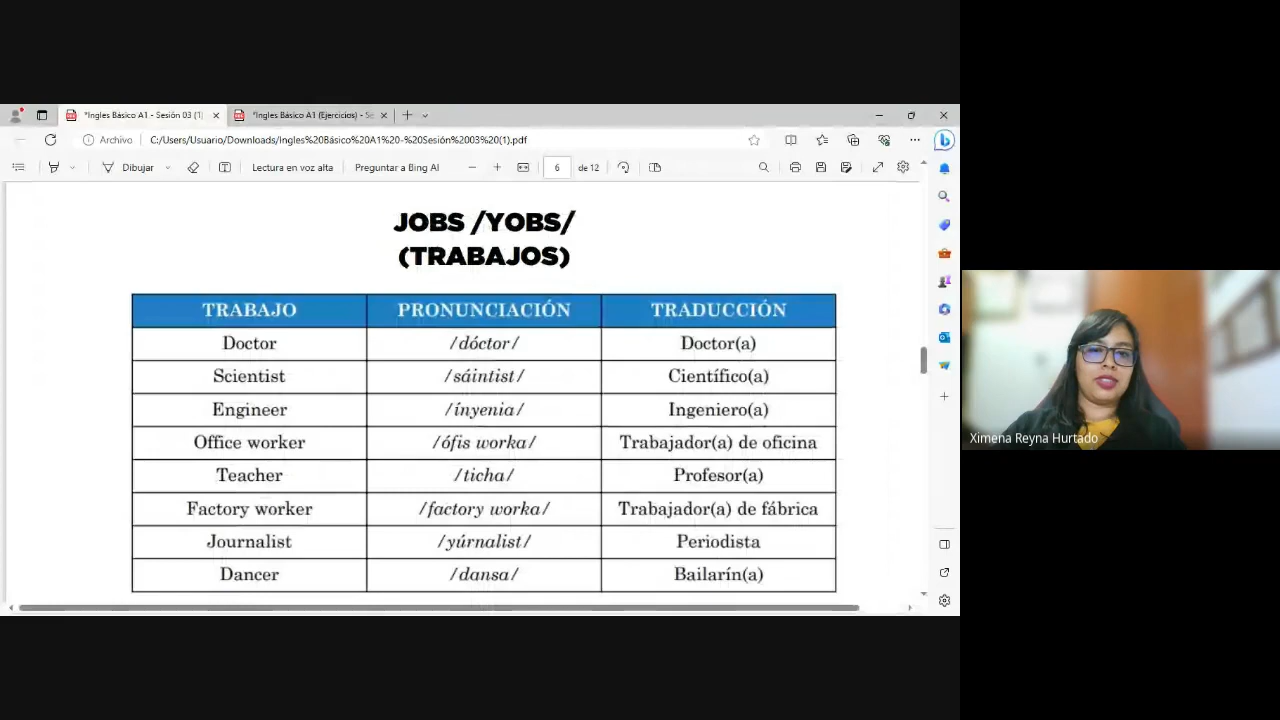 *Ingles Básico A1 - Sesión 03 (1)
*Ingles Básico A1 (Ejercicios) - Se
Archivo C:/Users/Usuario/Downloads/Ingles%20Básico%20A1%20-%20Sesión%2003%20(1).pdf
Dibujar Lectura en voz alta Preguntar a Bing AI 6 de 12
JOBS /YOBS/
(TRABAJOS)
TRABAJO PRONUNCIACIÓN TRADUCCIÓN
Doctor /dóctor/ Doctor(a)
Scientist /sáintist/ Científico(a)
Engineer /ínyenia/ Ingeniero(a)
Office worker /ófis worka/ Trabajador(a) de oficina
Teacher /ticha/ Profesor(a)
Factory worker /factory worka/ Trabajador(a) de fábrica
Journalist /yúrnalist/ Periodista
Dancer /dansa/ Bailarín(a)
Ximena Reyna Hurtado